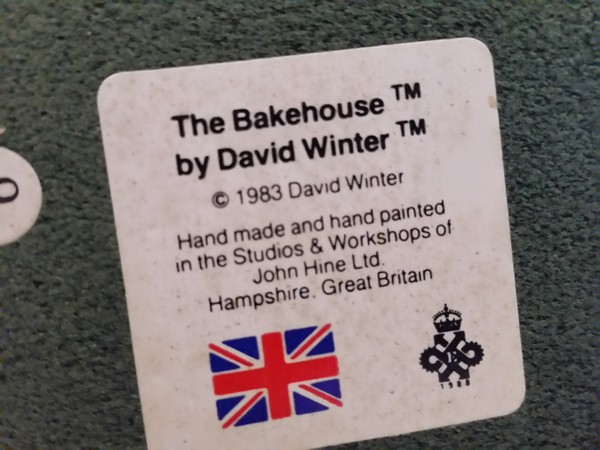 The Bakehouse ™
by David Winter ™
© 1983 David Winter
Hand made and hand painted
in the Studios & Workshops of
John Hine Ltd.
Hampshire. Great Britain